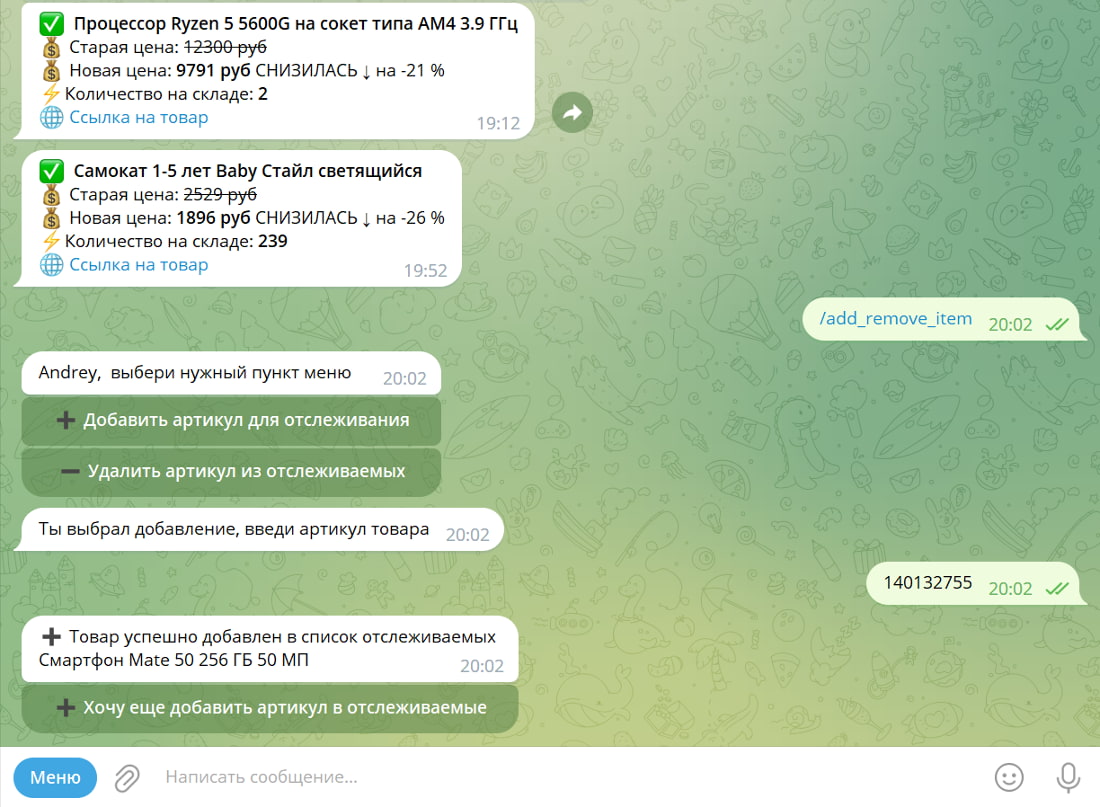 ✅ Процессор Ryzen 5 5600G на сокет типа AM4 3.9 ГГц
💰 Старая цена: 12300 руб
💰 Новая цена: 9791 руб СНИЗИЛАСЬ ↓ на -21 %
⚡ Количество на складе: 2
🌐 Ссылка на товар
19:12
✅ Самокат 1-5 лет Baby Стайл светящийся
💰 Старая цена: 2529 руб
💰 Новая цена: 1896 руб СНИЗИЛАСЬ ↓ на -26 %
⚡ Количество на складе: 239
🌐 Ссылка на товар
19:52
/add_remove_item 20:02
Andrey, выбери нужный пункт меню 20:02
➕ Добавить артикул для отслеживания
➖ Удалить артикул из отслеживаемых
Ты выбрал добавление, введи артикул товара 20:02
140132755 20:02
➕ Товар успешно добавлен в список отслеживаемых
Смартфон Mate 50 256 ГБ 50 МП 20:02
➕ Хочу еще добавить артикул в отслеживаемые
Меню Написать сообщение...